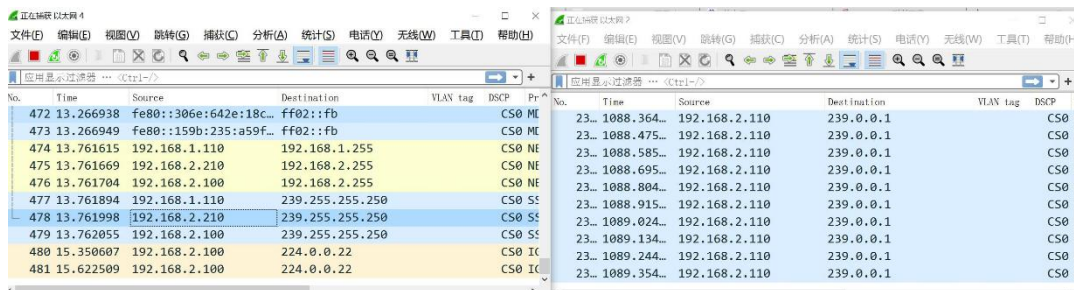 正在捕获 以太网 4
文件(F) 编辑(E) 视图(V) 跳转(G) 捕获(C) 分析(A) 统计(S) 电话(Y) 无线(W) 工具(T) 帮助(H)
应用显示过滤器 … <Ctrl-/>
No. Time Source Destination VLAN tag DSCP Pr
472 13.266938 fe80::306e:642e:18c… ff02::fb CS0 MD
473 13.266949 fe80::159b:235:a59f… ff02::fb CS0 MD
474 13.761615 192.168.1.110 192.168.1.255 CS0 NE
475 13.761669 192.168.2.210 192.168.2.255 CS0 NE
476 13.761704 192.168.2.100 192.168.2.255 CS0 NE
477 13.761894 192.168.1.110 239.255.255.250 CS0 SS
478 13.761998 192.168.2.210 239.255.255.250 CS0 SS
479 13.762055 192.168.2.100 239.255.255.250 CS0 SS
480 15.350607 192.168.2.100 224.0.0.22 CS0 IG
481 15.622509 192.168.2.100 224.0.0.22 CS0 IG
正在捕获 以太网 2
文件(F) 编辑(E) 视图(V) 跳转(G) 捕获(C) 分析(A) 统计(S) 电话(Y) 无线(W) 工具(T) 帮助(H
应用显示过滤器 … <Ctrl-/>
No. Time Source Destination VLAN tag DSCP
23… 1088.364… 192.168.2.110 239.0.0.1 CS0
23… 1088.475… 192.168.2.110 239.0.0.1 CS0
23… 1088.585… 192.168.2.110 239.0.0.1 CS0
23… 1088.695… 192.168.2.110 239.0.0.1 CS0
23… 1088.804… 192.168.2.110 239.0.0.1 CS0
23… 1088.915… 192.168.2.110 239.0.0.1 CS0
23… 1089.024… 192.168.2.110 239.0.0.1 CS0
23… 1089.134… 192.168.2.110 239.0.0.1 CS0
23… 1089.244… 192.168.2.110 239.0.0.1 CS0
23… 1089.354… 192.168.2.110 239.0.0.1 CS0